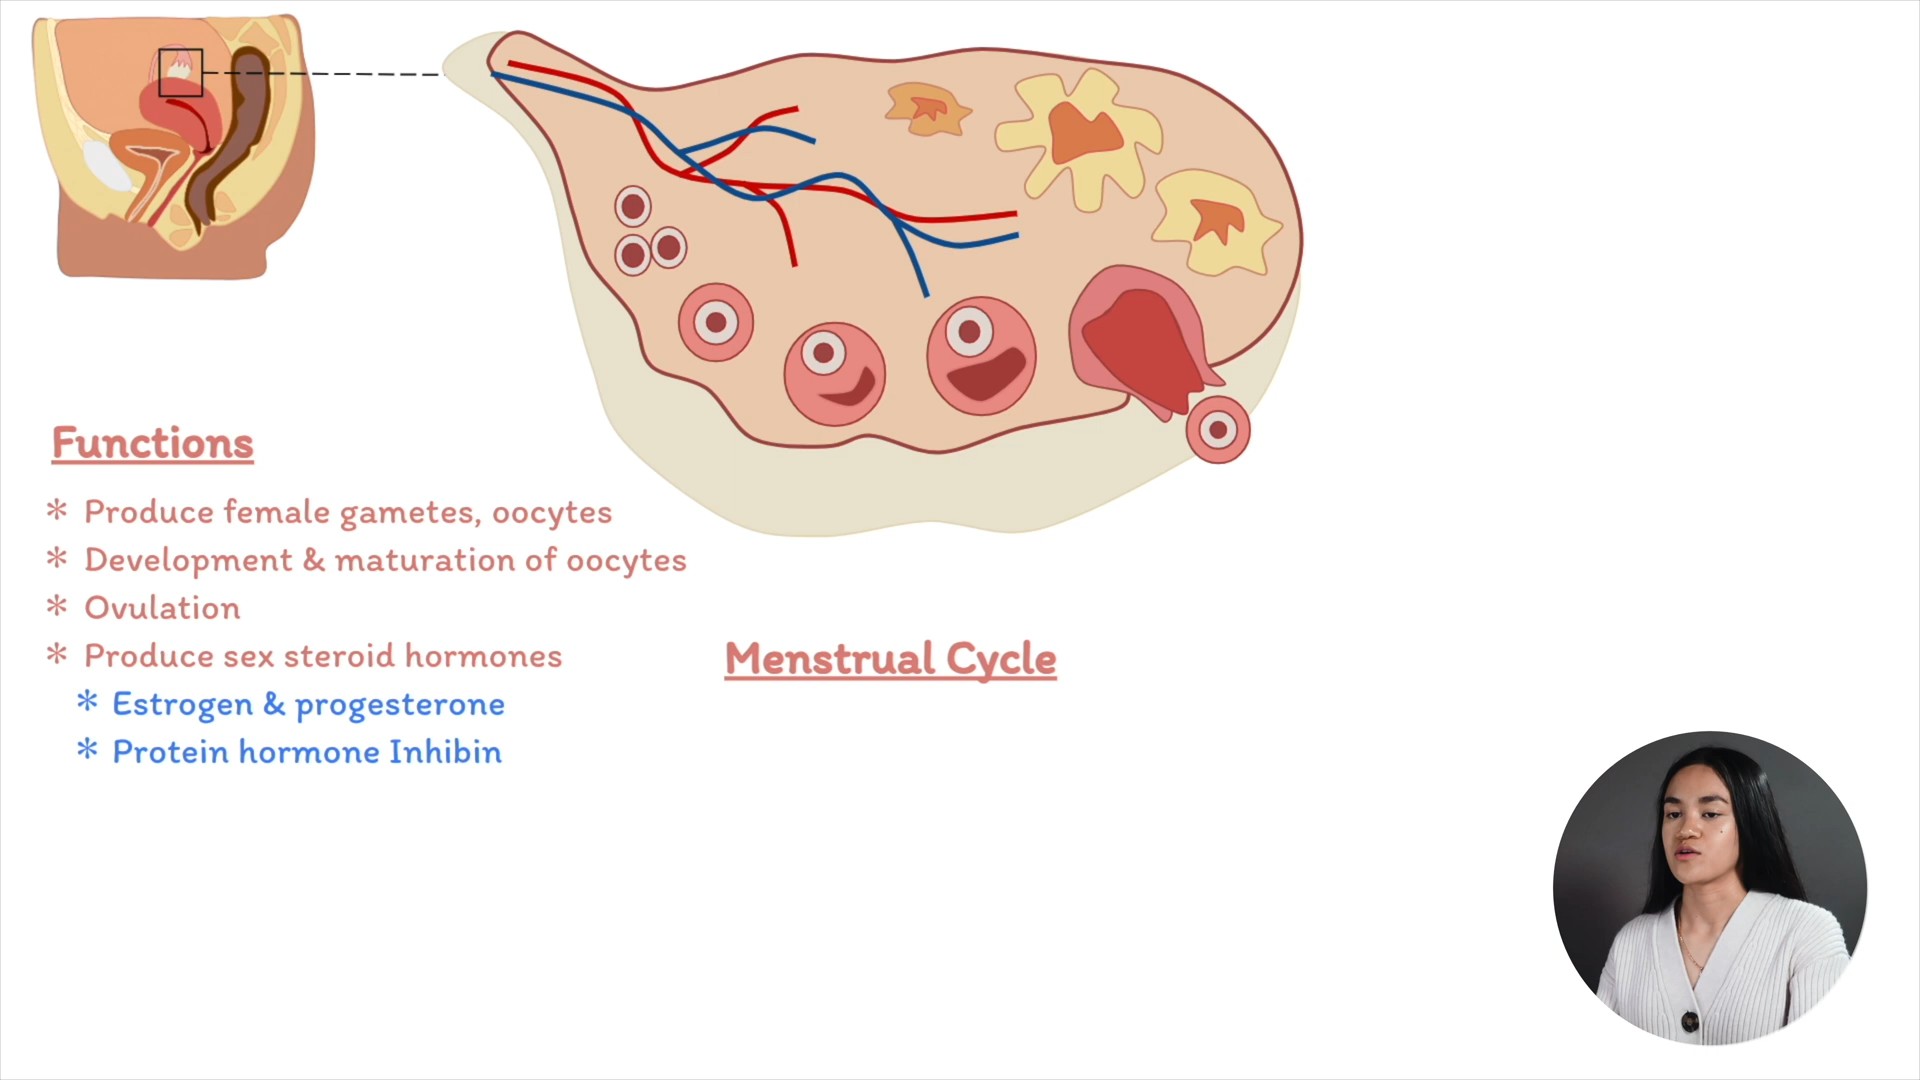 Functions
* Produce female gametes, oocytes
* Development & maturation of oocytes
* Ovulation
* Produce sex steroid hormones
* Estrogen & progesterone
* Protein hormone Inhibin
Menstrual Cycle